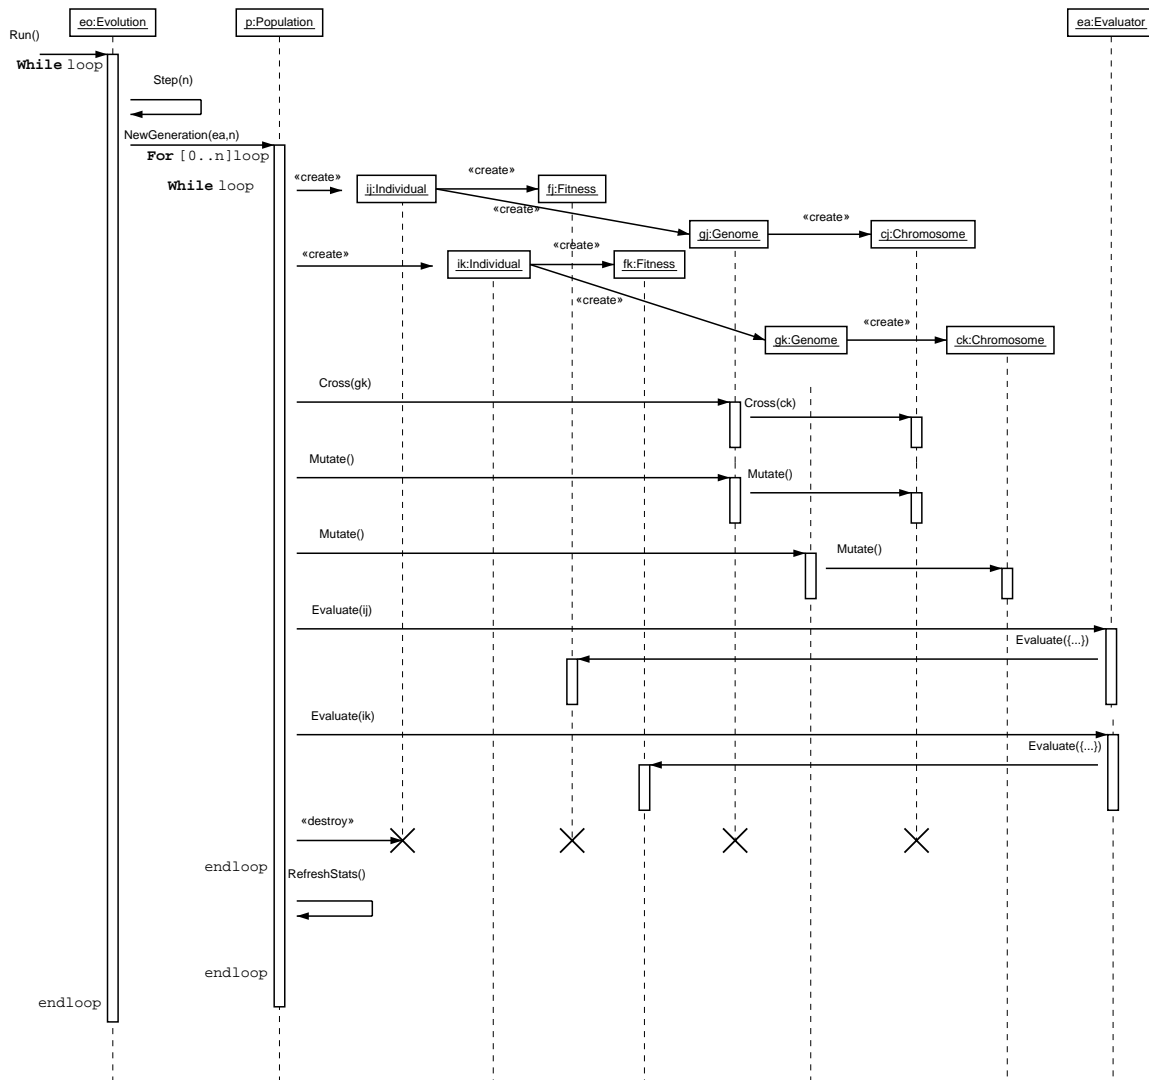 eo:Evolution
p:Population
ea:Evaluator
Run()
While loop
Step(n)
NewGeneration(ea,n)
For [0..n]loop
While loop
«create»
ij:Individual
«create»
fj:Fitness
«create»
gj:Genome
«create»
cj:Chromosome
«create»
ik:Individual
«create»
fk:Fitness
«create»
gk:Genome
«create»
ck:Chromosome
Cross(gk)
Cross(ck)
Mutate()
Mutate()
Mutate()
Mutate()
Evaluate(ij)
Evaluate({...})
Evaluate(ik)
Evaluate({...})
«destroy»
endloop
RefreshStats()
endloop
endloop